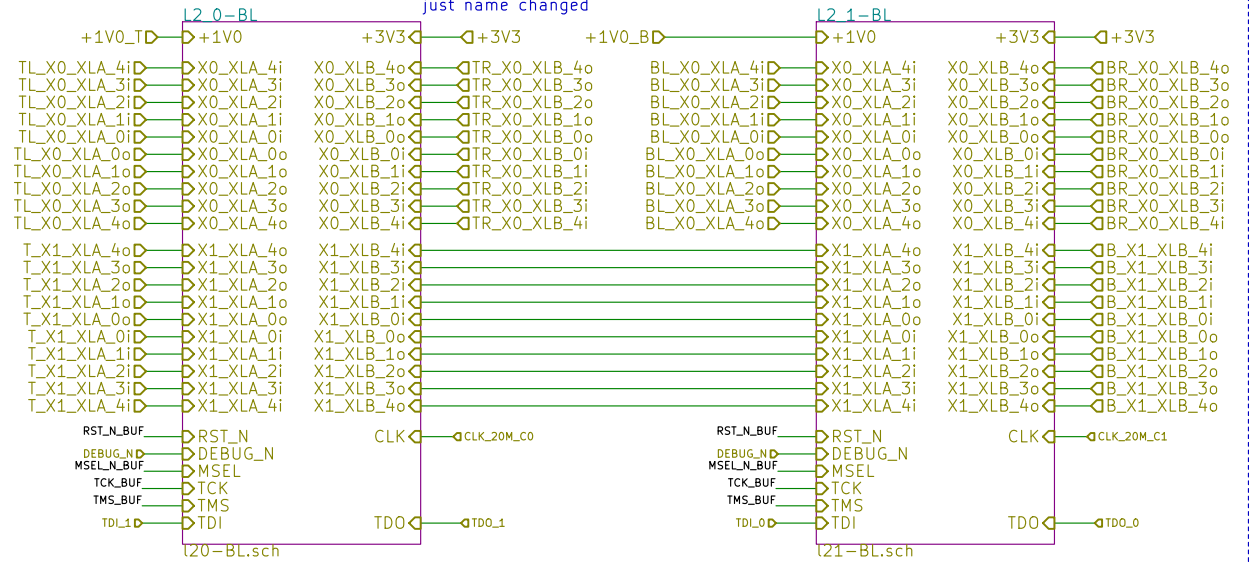 just name changed
L2_0-BL L2_1-BL
+1V0_T +1V0 +3V3 +3V3 +1V0_B +1V0 +3V3 +3V3
TL_X0_XLA_4i X0_XLA_4i X0_XLB_4o TR_X0_XLB_4o BL_X0_XLA_4i X0_XLA_4i X0_XLB_4o BR_X0_XLB_4o
TL_X0_XLA_3i X0_XLA_3i X0_XLB_3o TR_X0_XLB_3o BL_X0_XLA_3i X0_XLA_3i X0_XLB_3o BR_X0_XLB_3o
TL_X0_XLA_2i X0_XLA_2i X0_XLB_2o TR_X0_XLB_2o BL_X0_XLA_2i X0_XLA_2i X0_XLB_2o BR_X0_XLB_2o
TL_X0_XLA_1i X0_XLA_1i X0_XLB_1o TR_X0_XLB_1o BL_X0_XLA_1i X0_XLA_1i X0_XLB_1o BR_X0_XLB_1o
TL_X0_XLA_0i X0_XLA_0i X0_XLB_0o TR_X0_XLB_0o BL_X0_XLA_0i X0_XLA_0i X0_XLB_0o BR_X0_XLB_0o
TL_X0_XLA_0o X0_XLA_0o X0_XLB_0i TR_X0_XLB_0i BL_X0_XLA_0o X0_XLA_0o X0_XLB_0i BR_X0_XLB_0i
TL_X0_XLA_1o X0_XLA_1o X0_XLB_1i TR_X0_XLB_1i BL_X0_XLA_1o X0_XLA_1o X0_XLB_1i BR_X0_XLB_1i
TL_X0_XLA_2o X0_XLA_2o X0_XLB_2i TR_X0_XLB_2i BL_X0_XLA_2o X0_XLA_2o X0_XLB_2i BR_X0_XLB_2i
TL_X0_XLA_3o X0_XLA_3o X0_XLB_3i TR_X0_XLB_3i BL_X0_XLA_3o X0_XLA_3o X0_XLB_3i BR_X0_XLB_3i
TL_X0_XLA_4o X0_XLA_4o X0_XLB_4i TR_X0_XLB_4i BL_X0_XLA_4o X0_XLA_4o X0_XLB_4i BR_X0_XLB_4i
T_X1_XLA_4o X1_XLA_4o X1_XLB_4i X1_XLA_4o X1_XLB_4i B_X1_XLB_4i
T_X1_XLA_3o X1_XLA_3o X1_XLB_3i X1_XLA_3o X1_XLB_3i B_X1_XLB_3i
T_X1_XLA_2o X1_XLA_2o X1_XLB_2i X1_XLA_2o X1_XLB_2i B_X1_XLB_2i
T_X1_XLA_1o X1_XLA_1o X1_XLB_1i X1_XLA_1o X1_XLB_1i B_X1_XLB_1i
T_X1_XLA_0o X1_XLA_0o X1_XLB_0i X1_XLA_0o X1_XLB_0i B_X1_XLB_0i
T_X1_XLA_0i X1_XLA_0i X1_XLB_0o X1_XLA_0i X1_XLB_0o B_X1_XLB_0o
T_X1_XLA_1i X1_XLA_1i X1_XLB_1o X1_XLA_1i X1_XLB_1o B_X1_XLB_1o
T_X1_XLA_2i X1_XLA_2i X1_XLB_2o X1_XLA_2i X1_XLB_2o B_X1_XLB_2o
T_X1_XLA_3i X1_XLA_3i X1_XLB_3o X1_XLA_3i X1_XLB_3o B_X1_XLB_3o
T_X1_XLA_4i X1_XLA_4i X1_XLB_4o X1_XLA_4i X1_XLB_4o B_X1_XLB_4o
RST_N_BUF RST_N CLK CLK_20M_C0 RST_N_BUF RST_N CLK CLK_20M_C1
DEBUG_N DEBUG_N DEBUG_N DEBUG_N
MSEL_N_BUF MSEL MSEL_N_BUF MSEL
TCK_BUF TCK TCK_BUF TCK
TMS_BUF TMS TMS_BUF TMS
TDI_1 TDI TDO TDO_1 TDI_0 TDI TDO TDO_0
l20-BL.sch l21-BL.sch